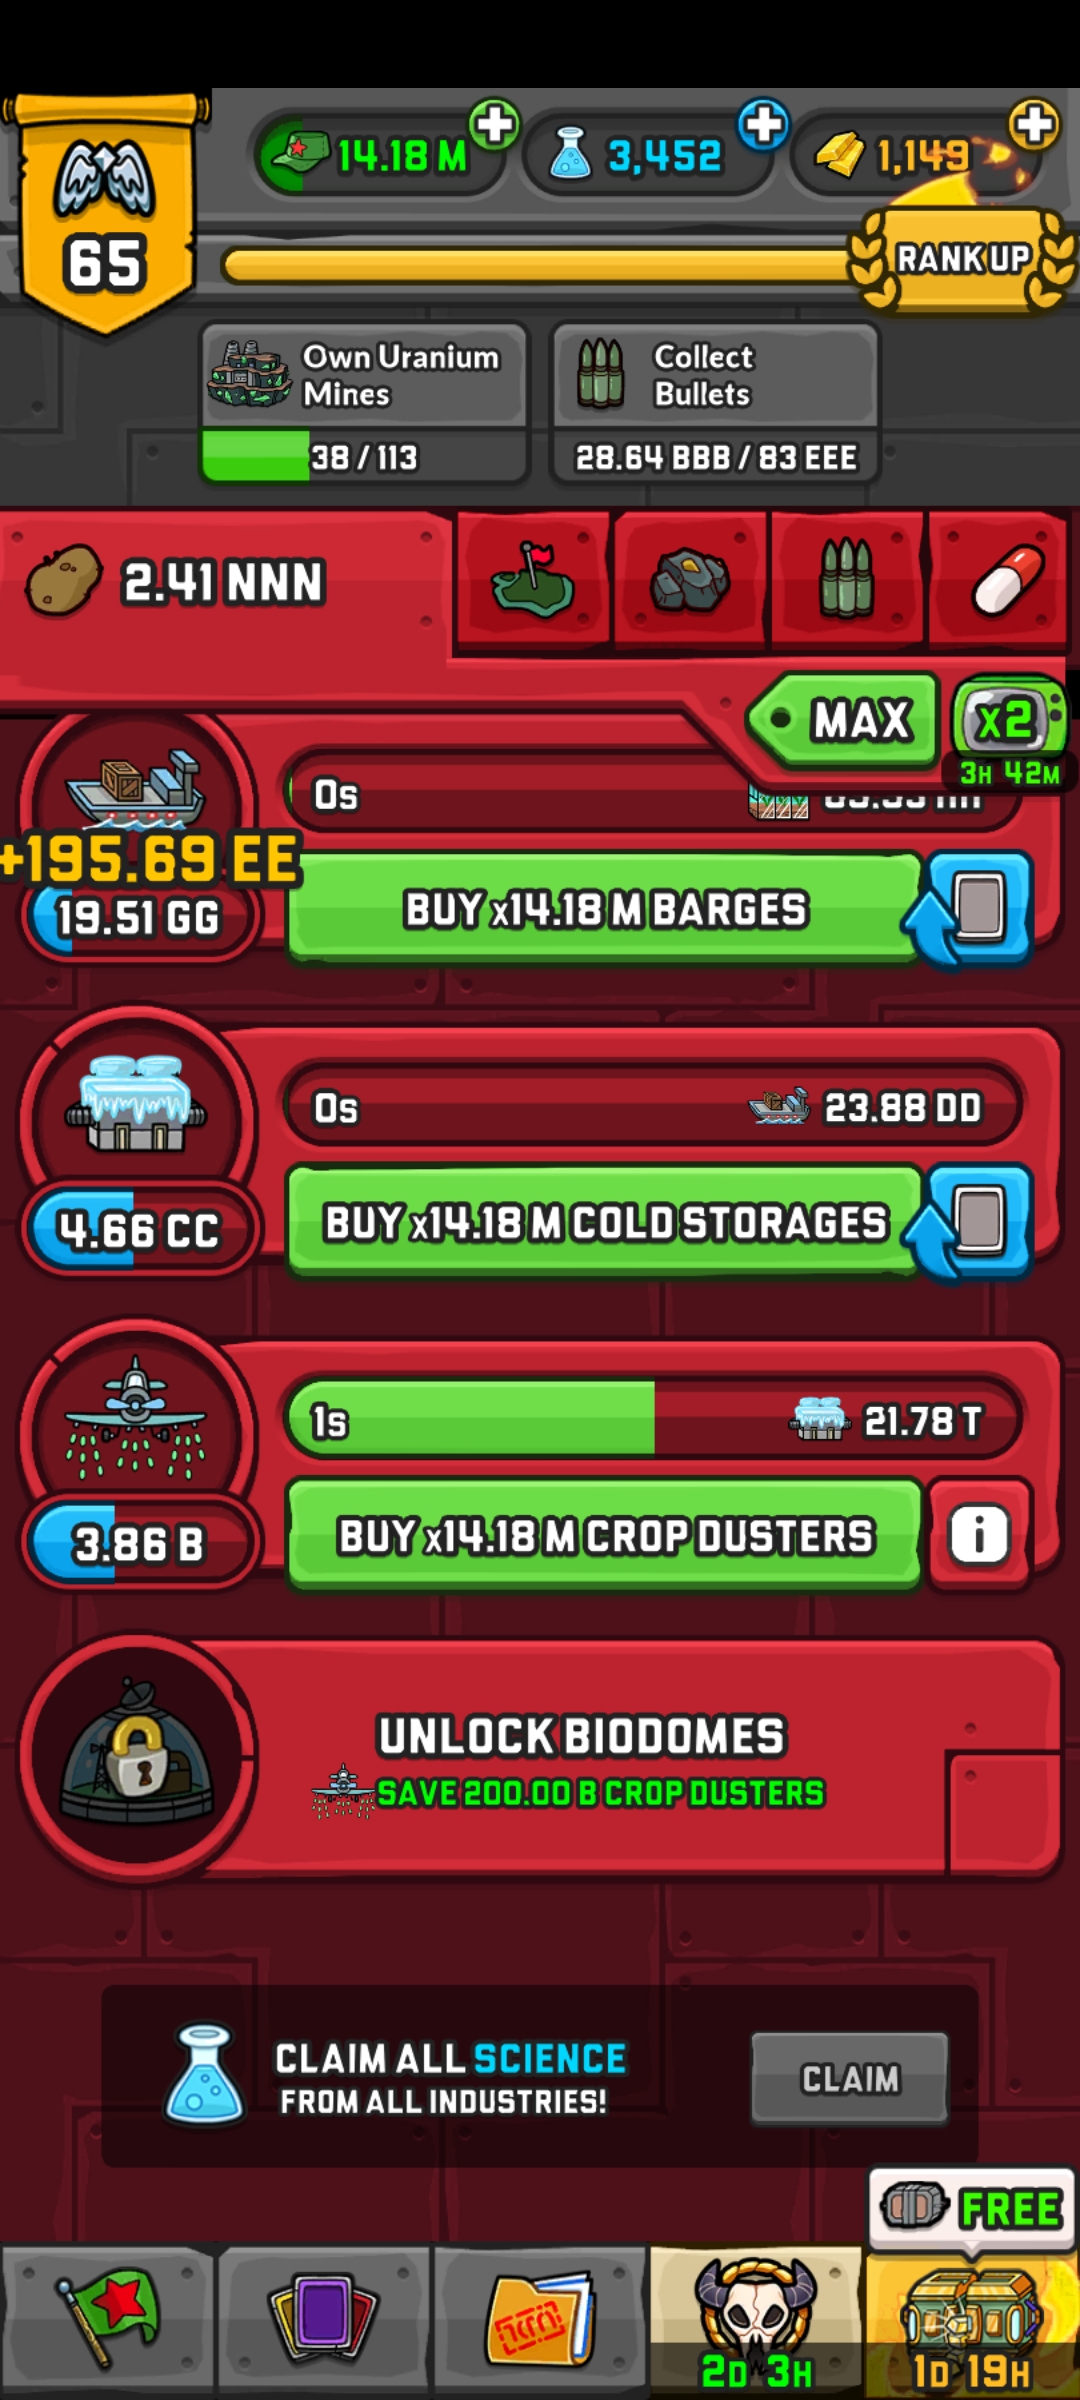 14.18 M
3,452
1,149
65
RANK UP
Own Uranium
Mines
38 / 113
Collect
Bullets
28.64 BBB / 83 EEE
2.41 NNN
MAX
x2
3H 42M
0s
+195.69 EE
19.51 GG
BUY x14.18 M BARGES
0s
23.88 DD
4.66 CC
BUY x14.18 M COLD STORAGES
1s
21.78 T
3.86 B
BUY x14.18 M CROP DUSTERS
i
UNLOCK BIODOMES
SAVE 200.00 B CROP DUSTERS
CLAIM ALL SCIENCE
FROM ALL INDUSTRIES!
CLAIM
FREE
2D 3H
1D 19H